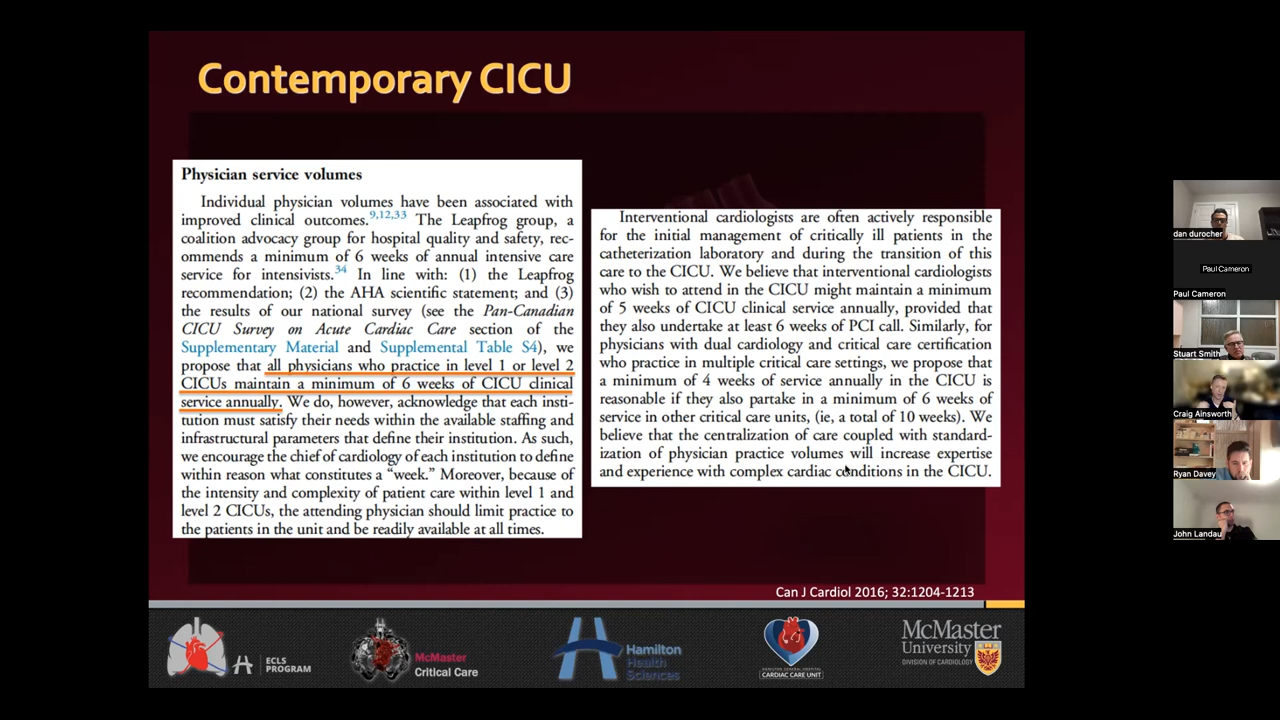 Contemporary CICU
Physician service volumes
Individual physician volumes have been associated with
improved clinical outcomes.9,12,33 The Leapfrog group, a
coalition advocacy group for hospital quality and safety, rec-
ommends a minimum of 6 weeks of annual intensive care
service for intensivists.34 In line with: (1) the Leapfrog
recommendation; (2) the AHA scientific statement; and (3)
the results of our national survey (see the Pan-Canadian
CICU Survey on Acute Cardiac Care section of the
Supplementary Material and Supplemental Table S4), we
propose that all physicians who practice in level 1 or level 2
CICUs maintain a minimum of 6 weeks of CICU clinical
service annually. We do, however, acknowledge that each insti-
tution must satisfy their needs within the available staffing and
infrastructural parameters that define their institution. As such,
we encourage the chief of cardiology of each institution to define
within reason what constitutes a “week.” Moreover, because of
the intensity and complexity of patient care within level 1 and
level 2 CICUs, the attending physician should limit practice to
the patients in the unit and be readily available at all times.
Interventional cardiologists are often actively responsible
for the initial management of critically ill patients in the
catheterization laboratory and during the transition of this
care to the CICU. We believe that interventional cardiologists
who wish to attend in the CICU might maintain a minimum
of 5 weeks of CICU clinical service annually, provided that
they also undertake at least 6 weeks of PCI call. Similarly, for
physicians with dual cardiology and critical care certification
who practice in multiple critical care settings, we propose that
a minimum of 4 weeks of service annually in the CICU is
reasonable if they also partake in a minimum of 6 weeks of
service in other critical care units, (ie, a total of 10 weeks). We
believe that the centralization of care coupled with standard-
ization of physician practice volumes will increase expertise
and experience with complex cardiac conditions in the CICU.
Can J Cardiol 2016; 32:1204-1213
ECLS
PROGRAM
McMaster
Critical Care
Hamilton
Health
Sciences
HAMILTON GENERAL HOSPITAL
CARDIAC CARE UNIT
McMaster
University
DIVISION OF CARDIOLOGY
dan durocher
Paul Cameron
Paul Cameron
Stuart Smith
Craig Ainsworth
Ryan Davey
John Landau